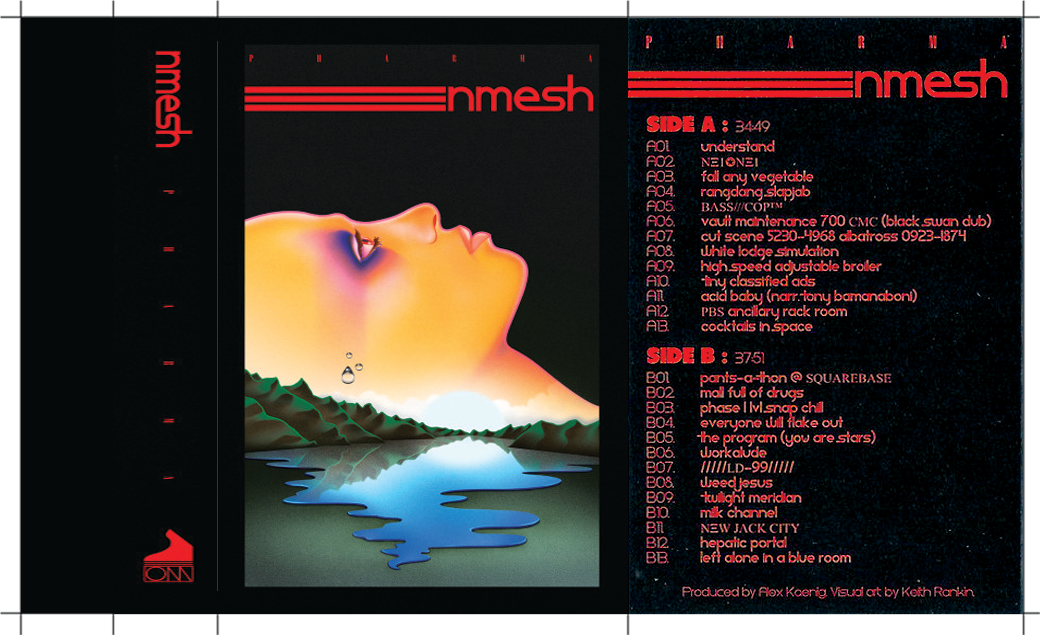 nmesh
P H A R M A
OM
P H A R M A
nmesh
P H A R M A
nmesh
SIDE A : 34:49
A01. understand
A02. NΞ1✪NΞ1
A03. fall any vegetable
A04. rangdang.slapjab
A05. BASS///COP™
A06. vault maintenance 700 CMC (black.swan dub)
A07. cut scene 5230-4968 albatross 0923-1874
A08. white lodge.simulation
A09. high.speed adjustable broiler
A10. tiny classified ads
A11. acid baby (narr. tony bamanaboni)
A12. PBS ancillary rack room
A13. cocktails in.space
SIDE B : 37:51
B01. pants-a-thon @ SQUAREBASE
B02. mall full of drugs
B03. phase 1 lvl.snap chill
B04. everyone will flake out
B05. the program (you are.stars)
B06. workalude
B07. /////LD-99/////
B08. weed jesus
B09. twilight meridian
B10. milk channel
B11. NΞW JACK CITY
B12. hepatic portal
B13. left alone in a blue room
Produced by Alex Koenig. Visual art by Keith Rankin.